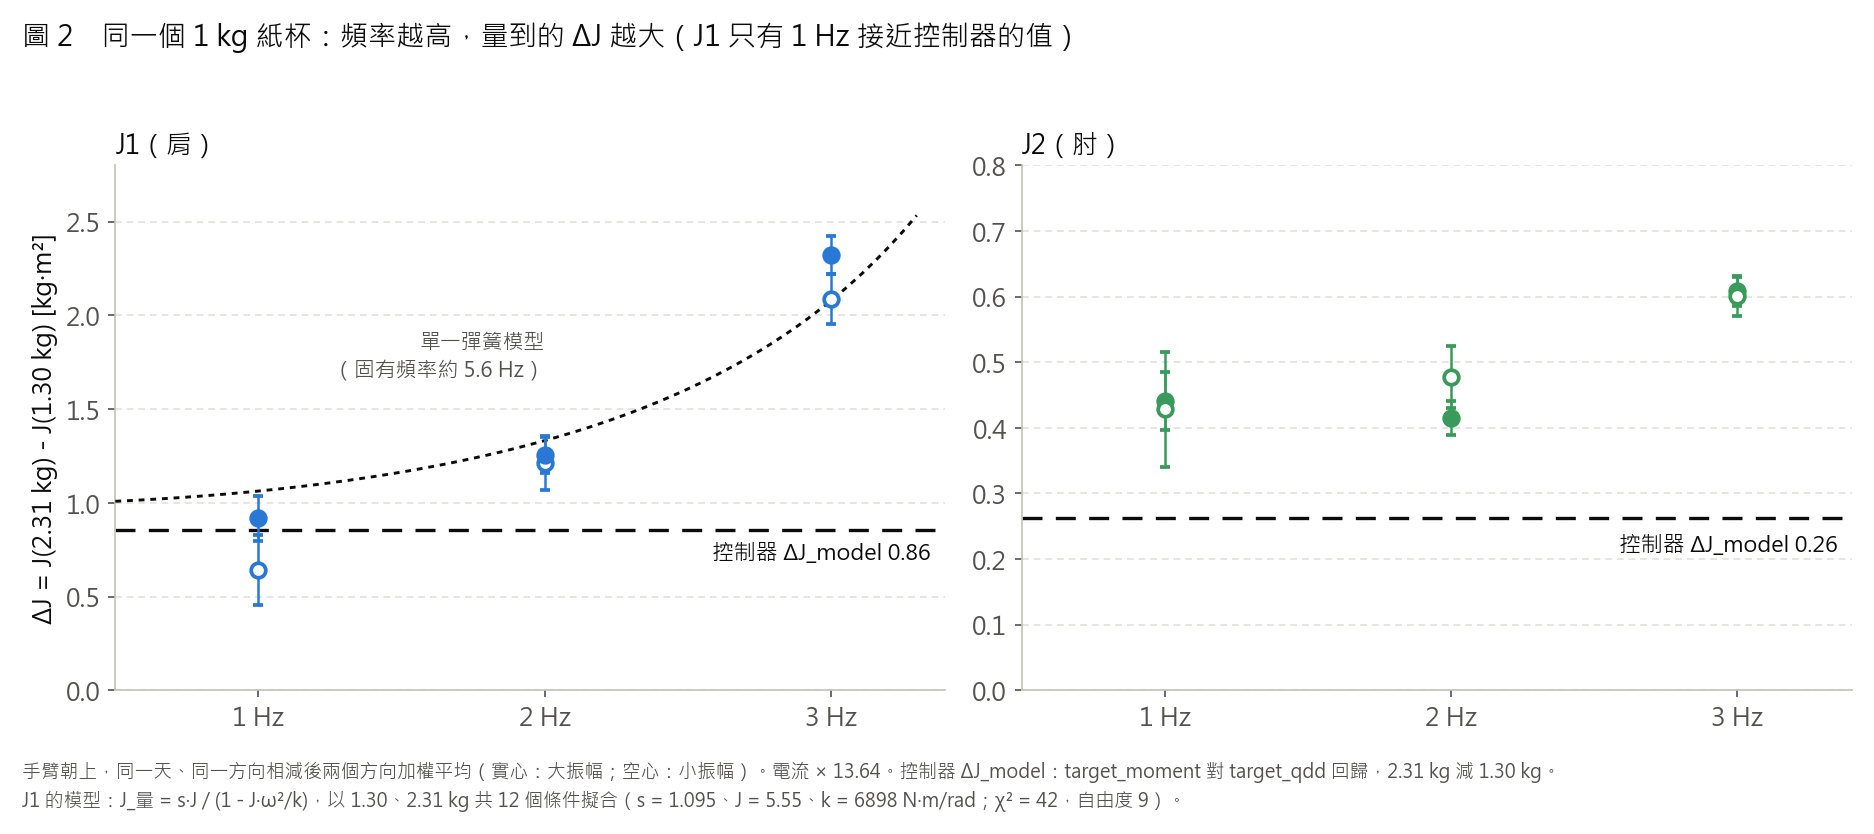 圖 2　同一個 1 kg 紙杯：頻率越高，量到的 ΔJ 越大（J1 只有 1 Hz 接近控制器的值）
J1（肩）
ΔJ = J(2.31 kg) - J(1.30 kg) [kg·m²]
2.5
2.0
1.5
1.0
0.5
0.0
單一彈簧模型
（固有頻率約 5.6 Hz）
控制器 ΔJ_model 0.86
1 Hz
2 Hz
3 Hz
J2（肘）
0.8
0.7
0.6
0.5
0.4
0.3
0.2
0.1
0.0
控制器 ΔJ_model 0.26
1 Hz
2 Hz
3 Hz
手臂朝上，同一天、同一方向相減後兩個方向加權平均（實心：大振幅；空心：小振幅）。電流 × 13.64。控制器 ΔJ_model：target_moment 對 target_qdd 回歸，2.31 kg 減 1.30 kg。
J1 的模型：J_量 = s·J / (1 - J·ω²/k)，以 1.30、2.31 kg 共 12 個條件擬合（s = 1.095、J = 5.55、k = 6898 N·m/rad；χ² = 42，自由度 9）。